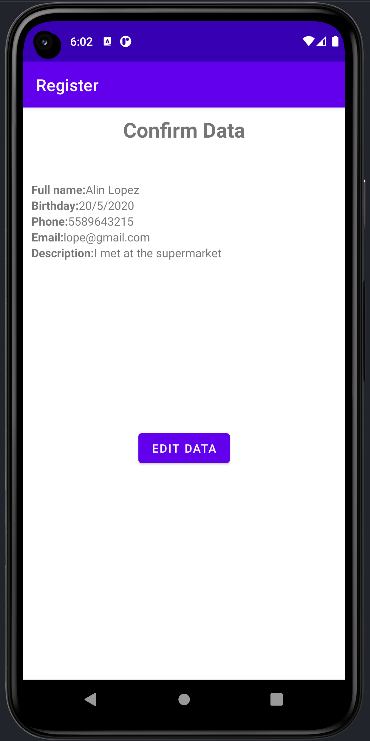 6:02
Register
Confirm Data
Full name:Alin Lopez
Birthday:20/5/2020
Phone:5589643215
Email:lope@gmail.com
Description:I met at the supermarket
EDIT DATA